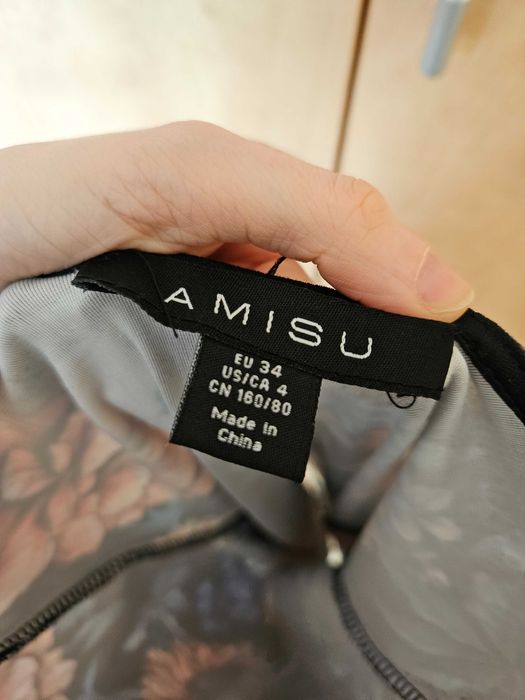 AMISU
EU 34
US/CA 4
CN 160/80
Made in
China